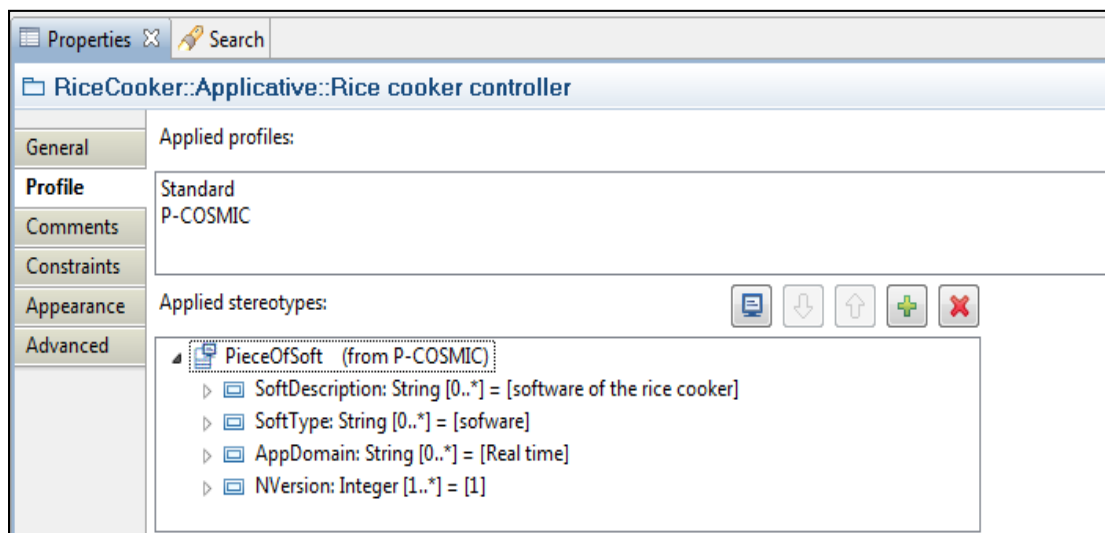 Properties Search
RiceCooker::Applicative::Rice cooker controller
General
Profile
Comments
Constraints
Appearance
Advanced
Applied profiles:
Standard
P-COSMIC
Applied stereotypes:
PieceOfSoft (from P-COSMIC)
SoftDescription: String [0..*] = [software of the rice cooker]
SoftType: String [0..*] = [sofware]
AppDomain: String [0..*] = [Real time]
NVersion: Integer [1..*] = [1]